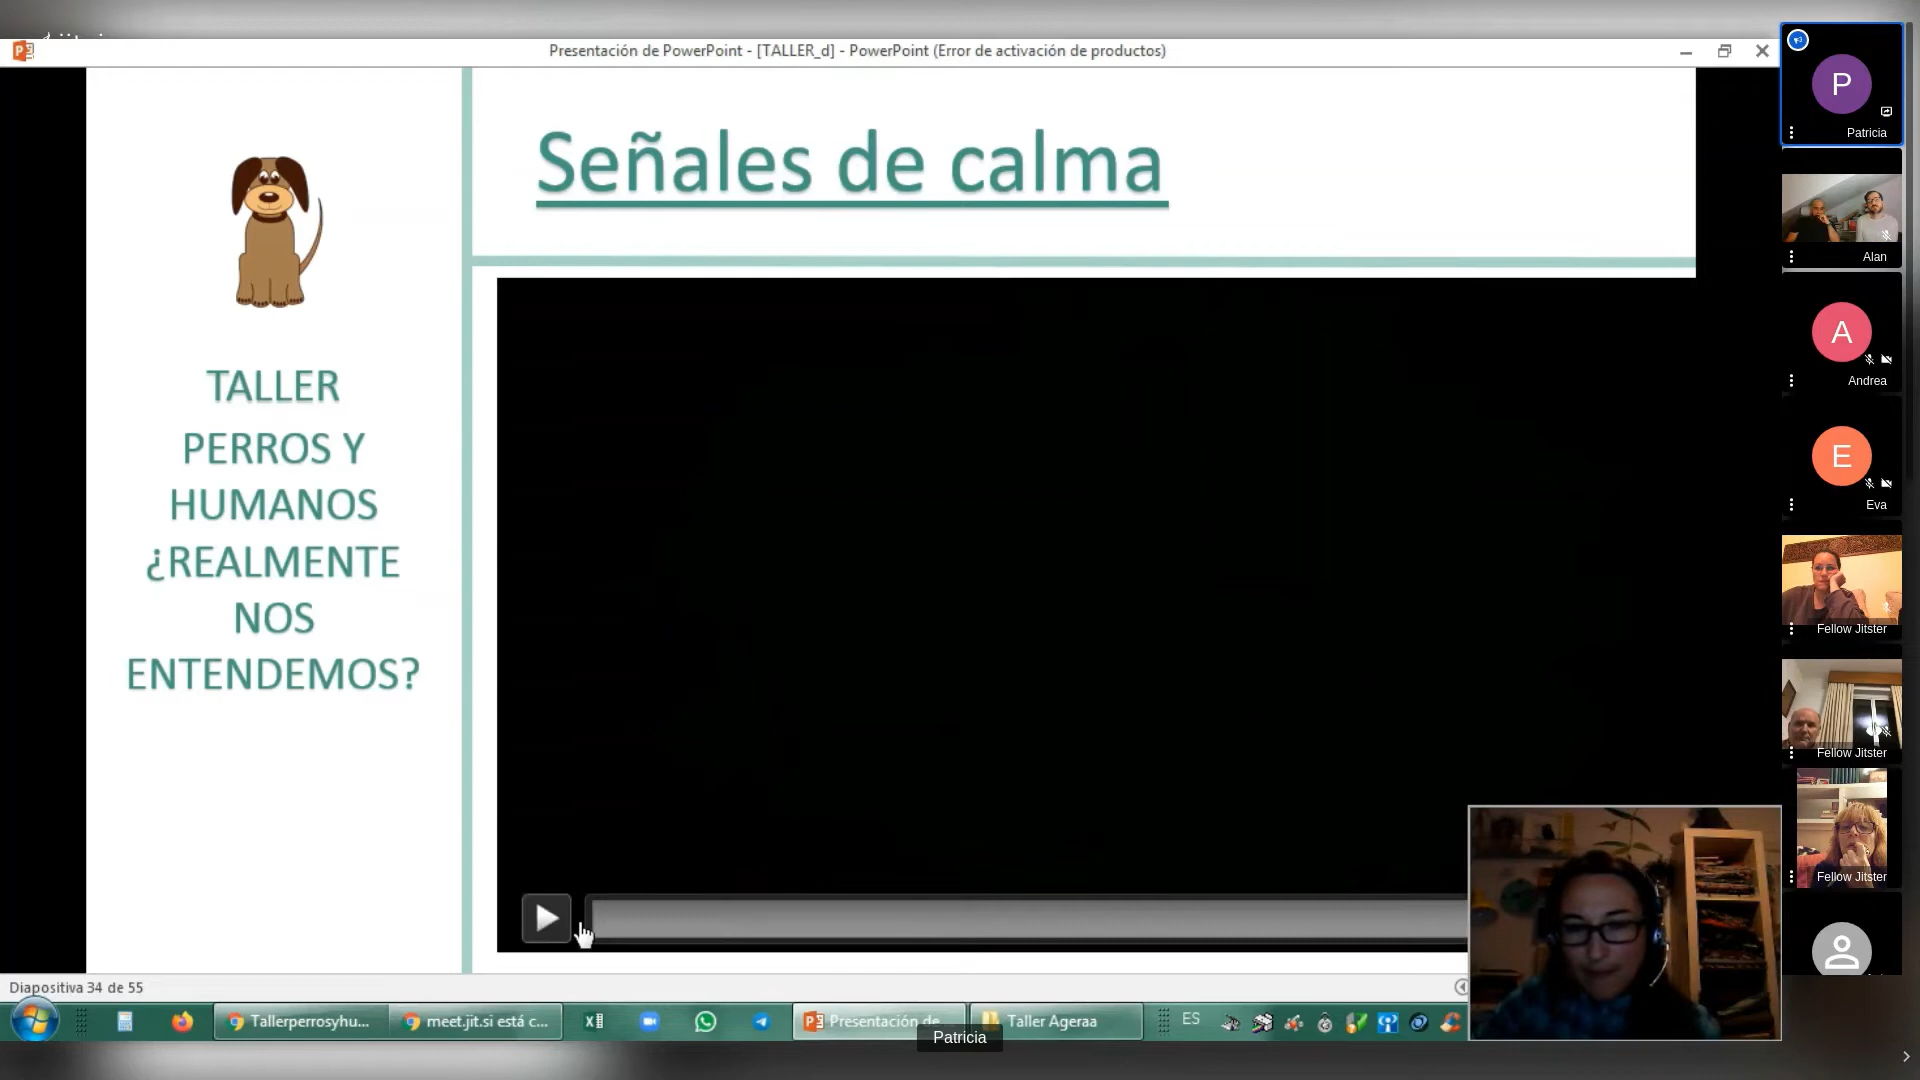 Presentación de PowerPoint - [TALLER_d] - PowerPoint (Error de activación de productos)
Señales de calma
TALLER
PERROS Y
HUMANOS
¿REALMENTE
NOS
ENTENDEMOS?
P
Patricia
Alan
A
Andrea
E
Eva
Fellow Jitster
Fellow Jitster
Fellow Jitster
Diapositiva 34 de 55
Tallerperrosyhu...
meet.jit.si está c...
Presentación de
Taller Ageraa
ES
Patricia